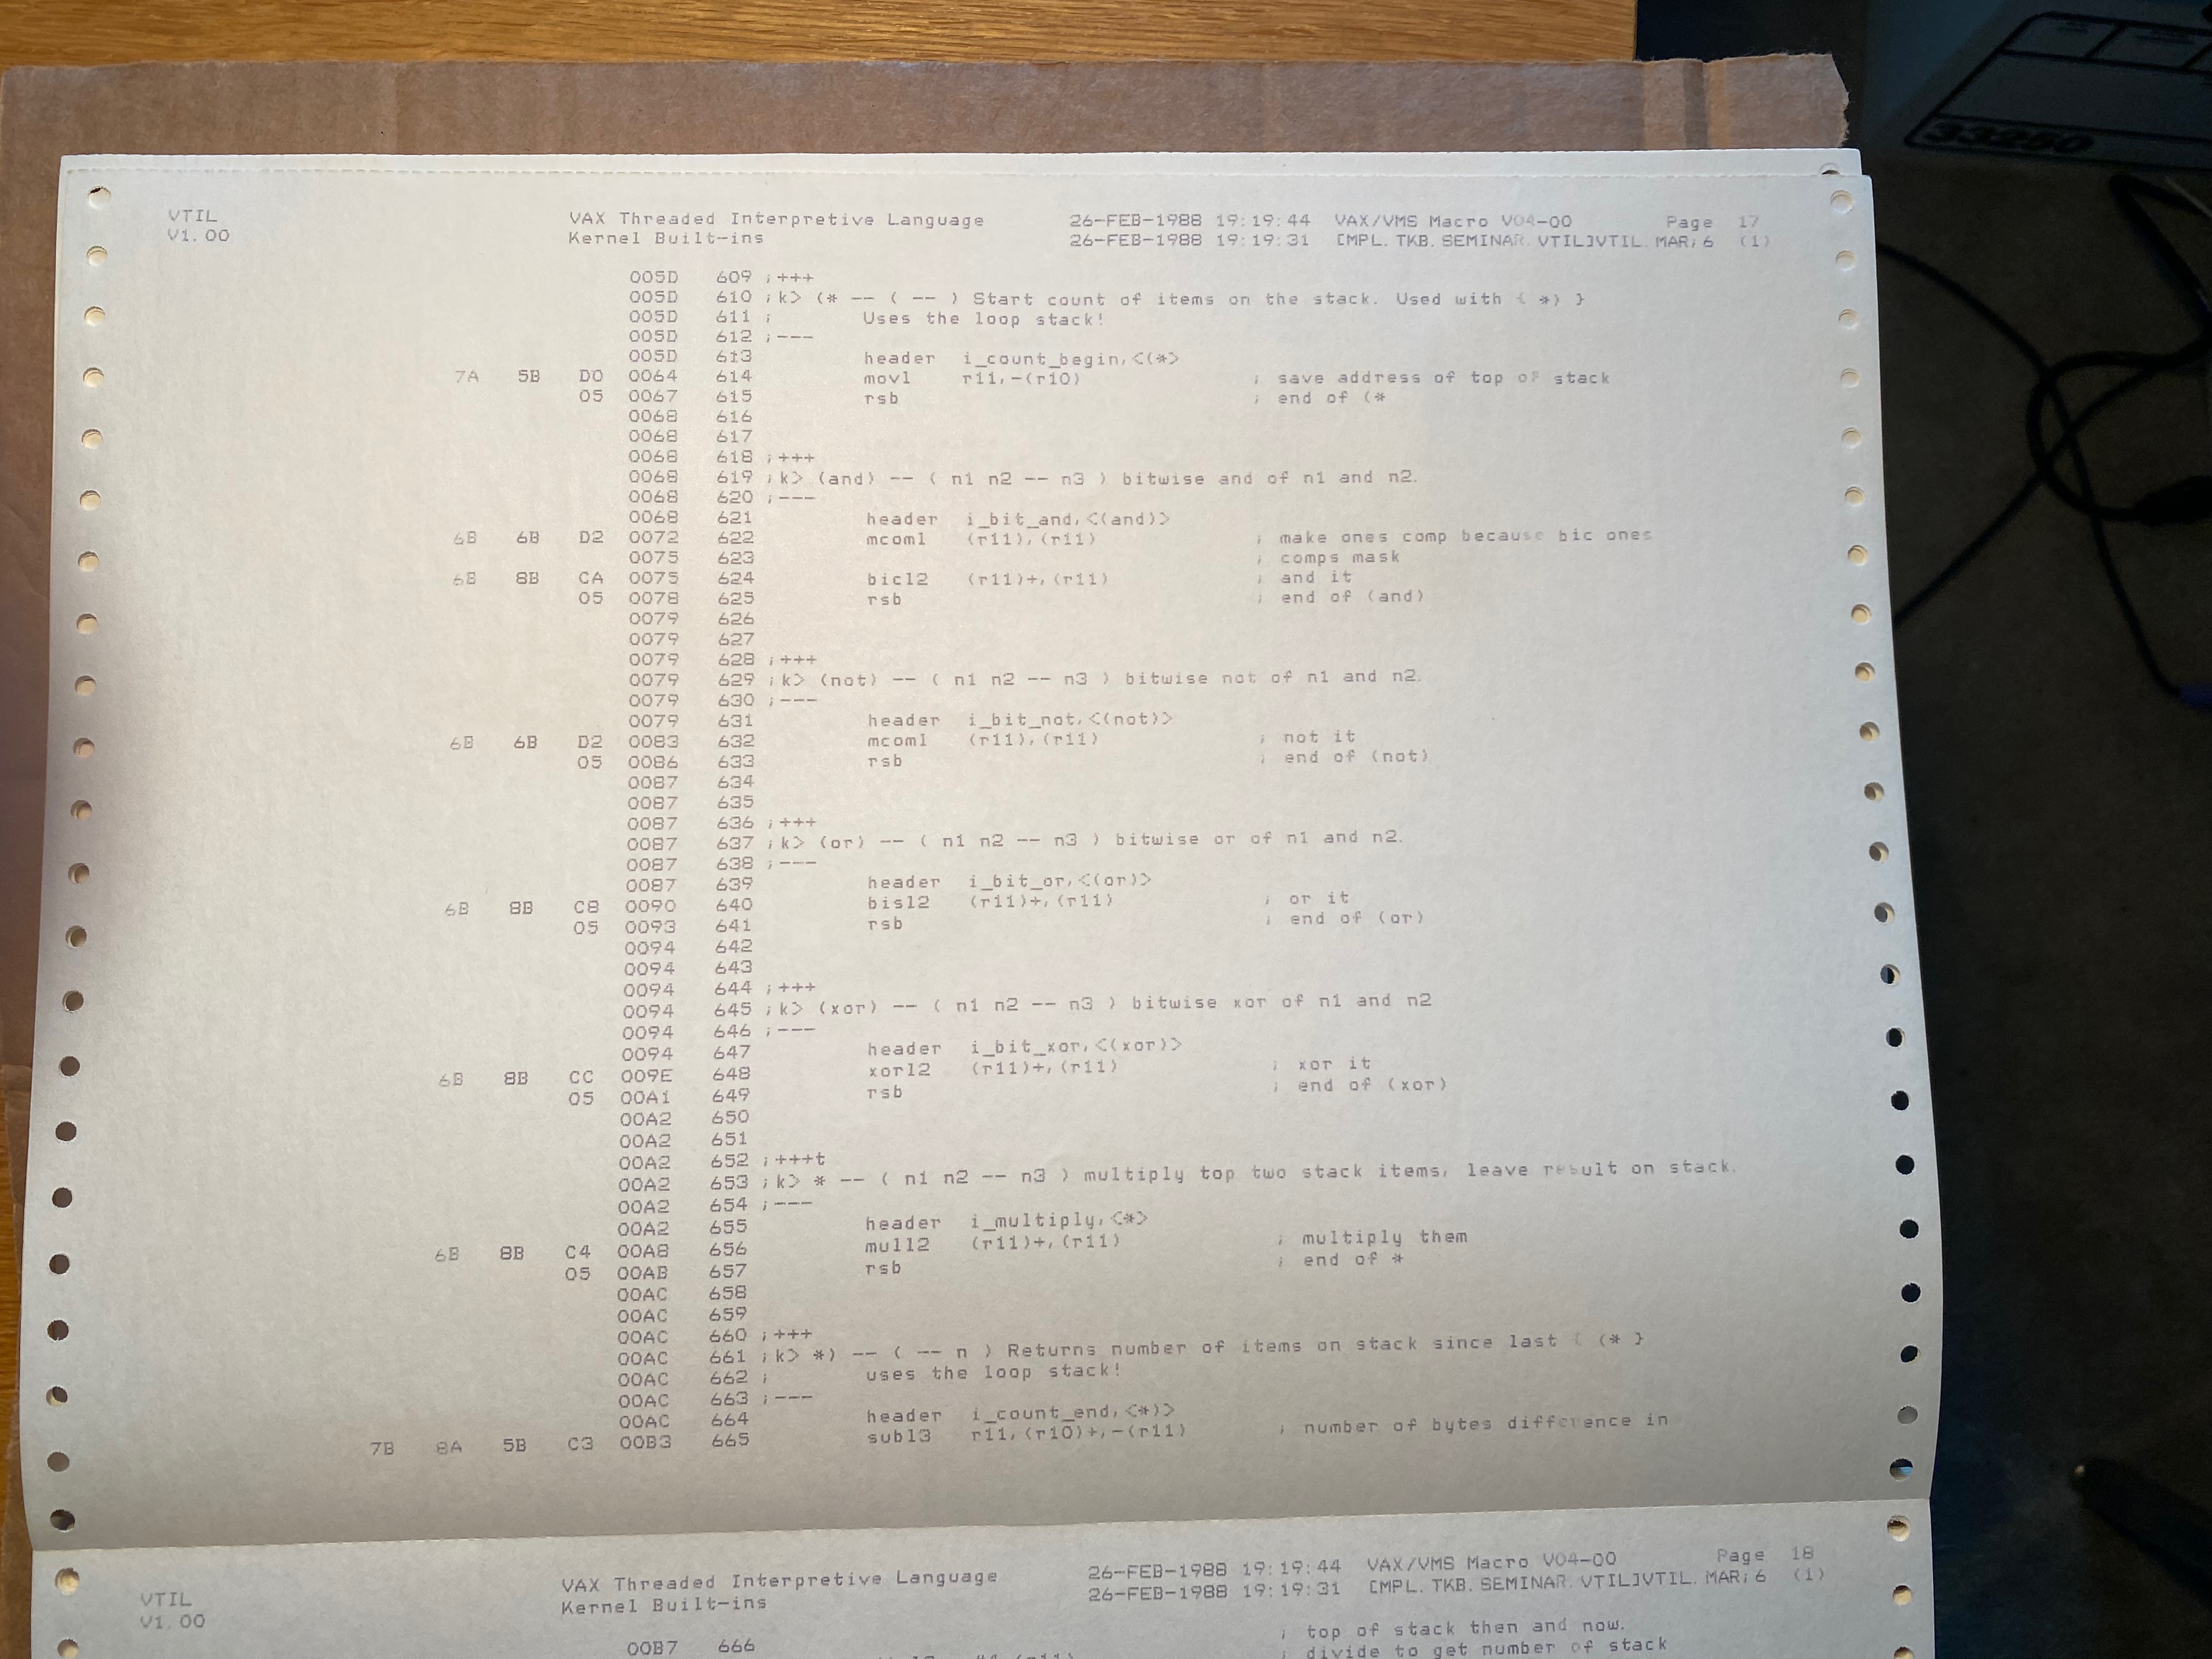 33250
VTIL VAX Threaded Interpretive Language 26-FEB-1988 19:19:44 VAX/VMS Macro V04-00 Page 17
V1.00 Kernel Built-ins 26-FEB-1988 19:19:31 [MPL.TKB.SEMINAR.VTIL]VTIL.MAR;6 (1)
005D 609 ;+++
005D 610 ;k> (* -- ( -- ) Start count of items on the stack. Used with { *) }
005D 611 ; Uses the loop stack!
005D 612 ;---
005D 613 header i_count_begin,<(*>
7A 5B D0 0064 614 movl r11,-(r10) ; save address of top of stack
05 0067 615 rsb ; end of (*
0068 616
0068 617
0068 618 ;+++
0068 619 ;k> (and) -- ( n1 n2 -- n3 ) bitwise and of n1 and n2.
0068 620 ;---
0068 621 header i_bit_and,<(and)>
6B 6B D2 0072 622 mcoml (r11),(r11) ; make ones comp because bic ones
0075 623 ; comps mask
6B 8B CA 0075 624 bicl2 (r11)+,(r11) ; and it
05 0078 625 rsb ; end of (and)
0079 626
0079 627
0079 628 ;+++
0079 629 ;k> (not) -- ( n1 n2 -- n3 ) bitwise not of n1 and n2.
0079 630 ;---
0079 631 header i_bit_not,<(not)>
6B 6B D2 0083 632 mcoml (r11),(r11) ; not it
05 0086 633 rsb ; end of (not)
0087 634
0087 635
0087 636 ;+++
0087 637 ;k> (or) -- ( n1 n2 -- n3 ) bitwise or of n1 and n2.
0087 638 ;---
0087 639 header i_bit_or,<(or)>
6B 8B C8 0090 640 bisl2 (r11)+,(r11) ; or it
05 0093 641 rsb ; end of (or)
0094 642
0094 643
0094 644 ;+++
0094 645 ;k> (xor) -- ( n1 n2 -- n3 ) bitwise xor of n1 and n2
0094 646 ;---
0094 647 header i_bit_xor,<(xor)>
6B 8B CC 009E 648 xorl2 (r11)+,(r11) ; xor it
05 00A1 649 rsb ; end of (xor)
00A2 650
00A2 651
00A2 652 ;+++t
00A2 653 ;k> * -- ( n1 n2 -- n3 ) multiply top two stack items, leave result on stack.
00A2 654 ;---
00A2 655 header i_multiply,<*>
6B 8B C4 00A8 656 mull2 (r11)+,(r11) ; multiply them
05 00AB 657 rsb ; end of *
00AC 658
00AC 659
00AC 660 ;+++
00AC 661 ;k> *) -- ( -- n ) Returns number of items on stack since last { (* }
00AC 662 ; uses the loop stack!
00AC 663 ;---
00AC 664 header i_count_end,<*)>
7B 8A 5B C3 00B3 665 subl3 r11,(r10)+,-(r11) ; number of bytes difference in
VTIL VAX Threaded Interpretive Language 26-FEB-1988 19:19:44 VAX/VMS Macro V04-00 Page 18
V1.00 Kernel Built-ins 26-FEB-1988 19:19:31 [MPL.TKB.SEMINAR.VTIL]VTIL.MAR;6 (1)
00B7 666 ; top of stack then and now.
; divide to get number of stack